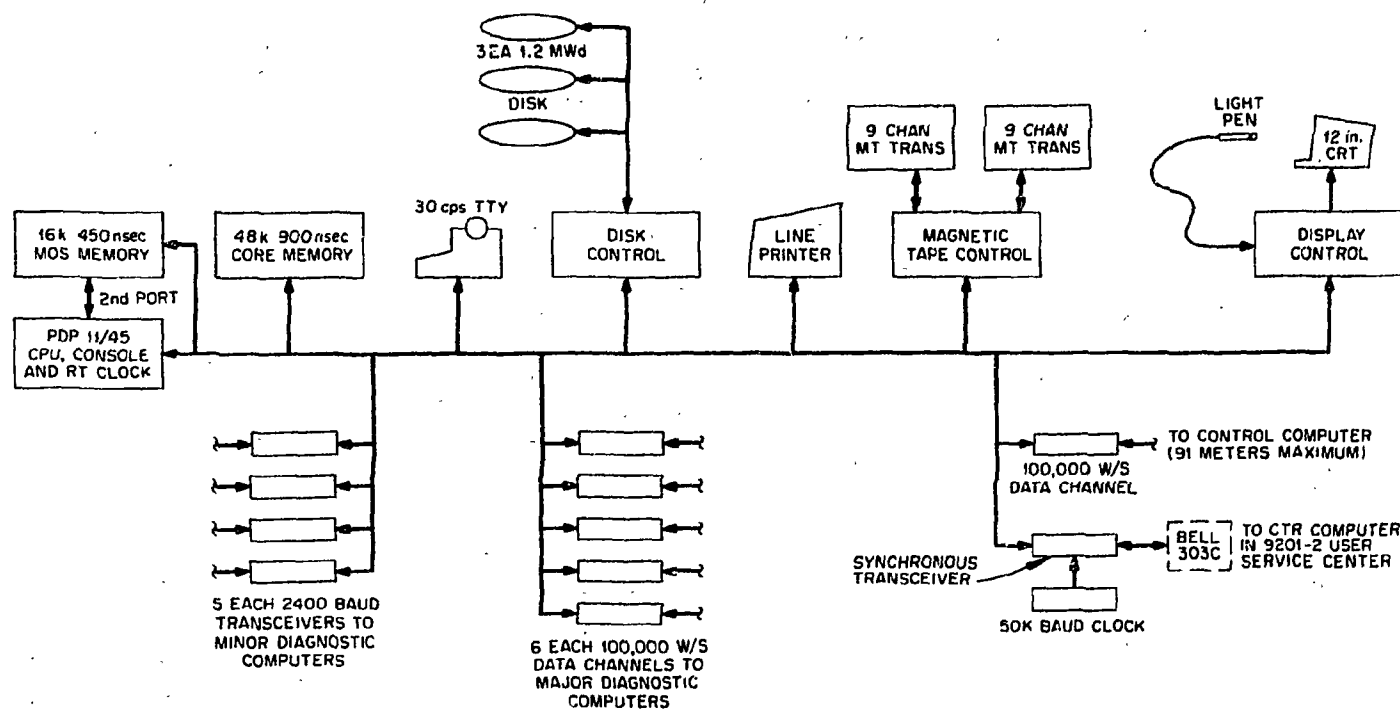 3EA 1.2 MWd
DISK
9 CHAN
MT TRANS
9 CHAN
MT TRANS
LIGHT
PEN
12 in.
CRT
16k 450nsec
MOS MEMORY
48k 900nsec
CORE MEMORY
30 cps TTY
DISK
CONTROL
LINE
PRINTER
MAGNETIC
TAPE CONTROL
DISPLAY
CONTROL
2nd PORT
PDP 11/45
CPU, CONSOLE
AND RT CLOCK
5 EACH 2400 BAUD
TRANSCEIVERS TO
MINOR DIAGNOSTIC
COMPUTERS
6 EACH 100,000 W/S
DATA CHANNELS TO
MAJOR DIAGNOSTIC
COMPUTERS
TO CONTROL COMPUTER
(91 METERS MAXIMUM)
100,000 W/S
DATA CHANNEL
SYNCHRONOUS
TRANSCEIVER
BELL
303C
TO CTR COMPUTER
IN 9201-2 USER
SERVICE CENTER
50K BAUD CLOCK